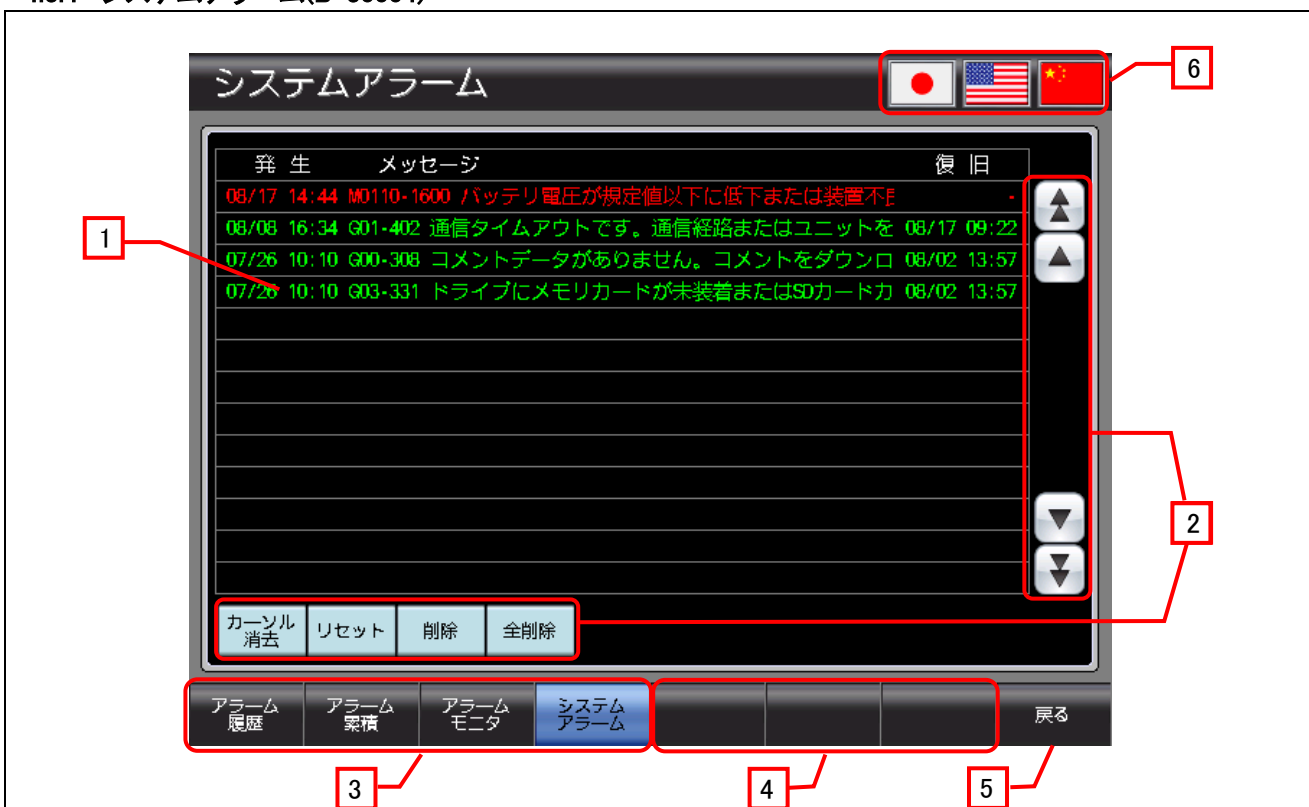 システムアラーム
6
発 生 メッセージ 復 旧
08/17 14:44 M0110-1600 バッテリ電圧が規定値以下に低下または装置不 -
08/08 16:34 G01-402 通信タイムアウトです。通信経路またはユニットを 08/17 09:22
07/26 10:10 G00-308 コメントデータがありません。コメントをダウンロ 08/02 13:57
07/26 10:10 G03-331 ドライブにメモリカードが未装着またはSDカードカ 08/02 13:57
1
2
カーソル
消去
リセット
削除
全削除
アラーム
履歴
アラーム
累積
アラーム
モニタ
システム
アラーム
戻る
3
4
5